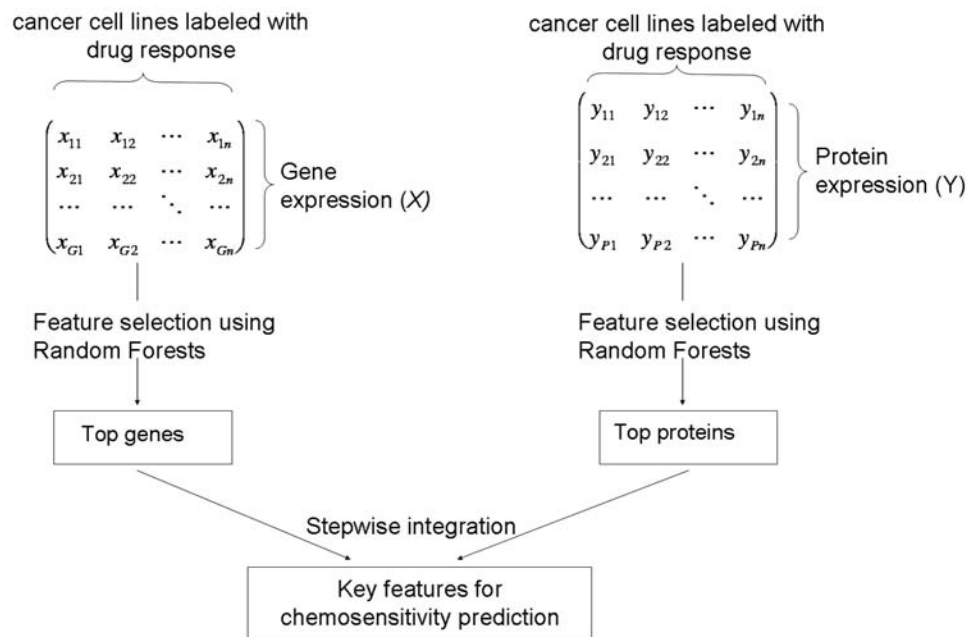 cancer cell lines labeled with
drug response
x11 x12 ⋯ x1n
x21 x22 ⋯ x2n
⋯ ⋯ ⋱ ⋯
xG1 xG2 ⋯ xGn
Gene
expression (X)
Feature selection using
Random Forests
Top genes
cancer cell lines labeled with
drug response
y11 y12 ⋯ y1n
y21 y22 ⋯ y2n
⋯ ⋯ ⋱ ⋯
yP1 yP2 ⋯ yPn
Protein
expression (Y)
Feature selection using
Random Forests
Top proteins
Stepwise integration
Key features for
chemosensitivity prediction